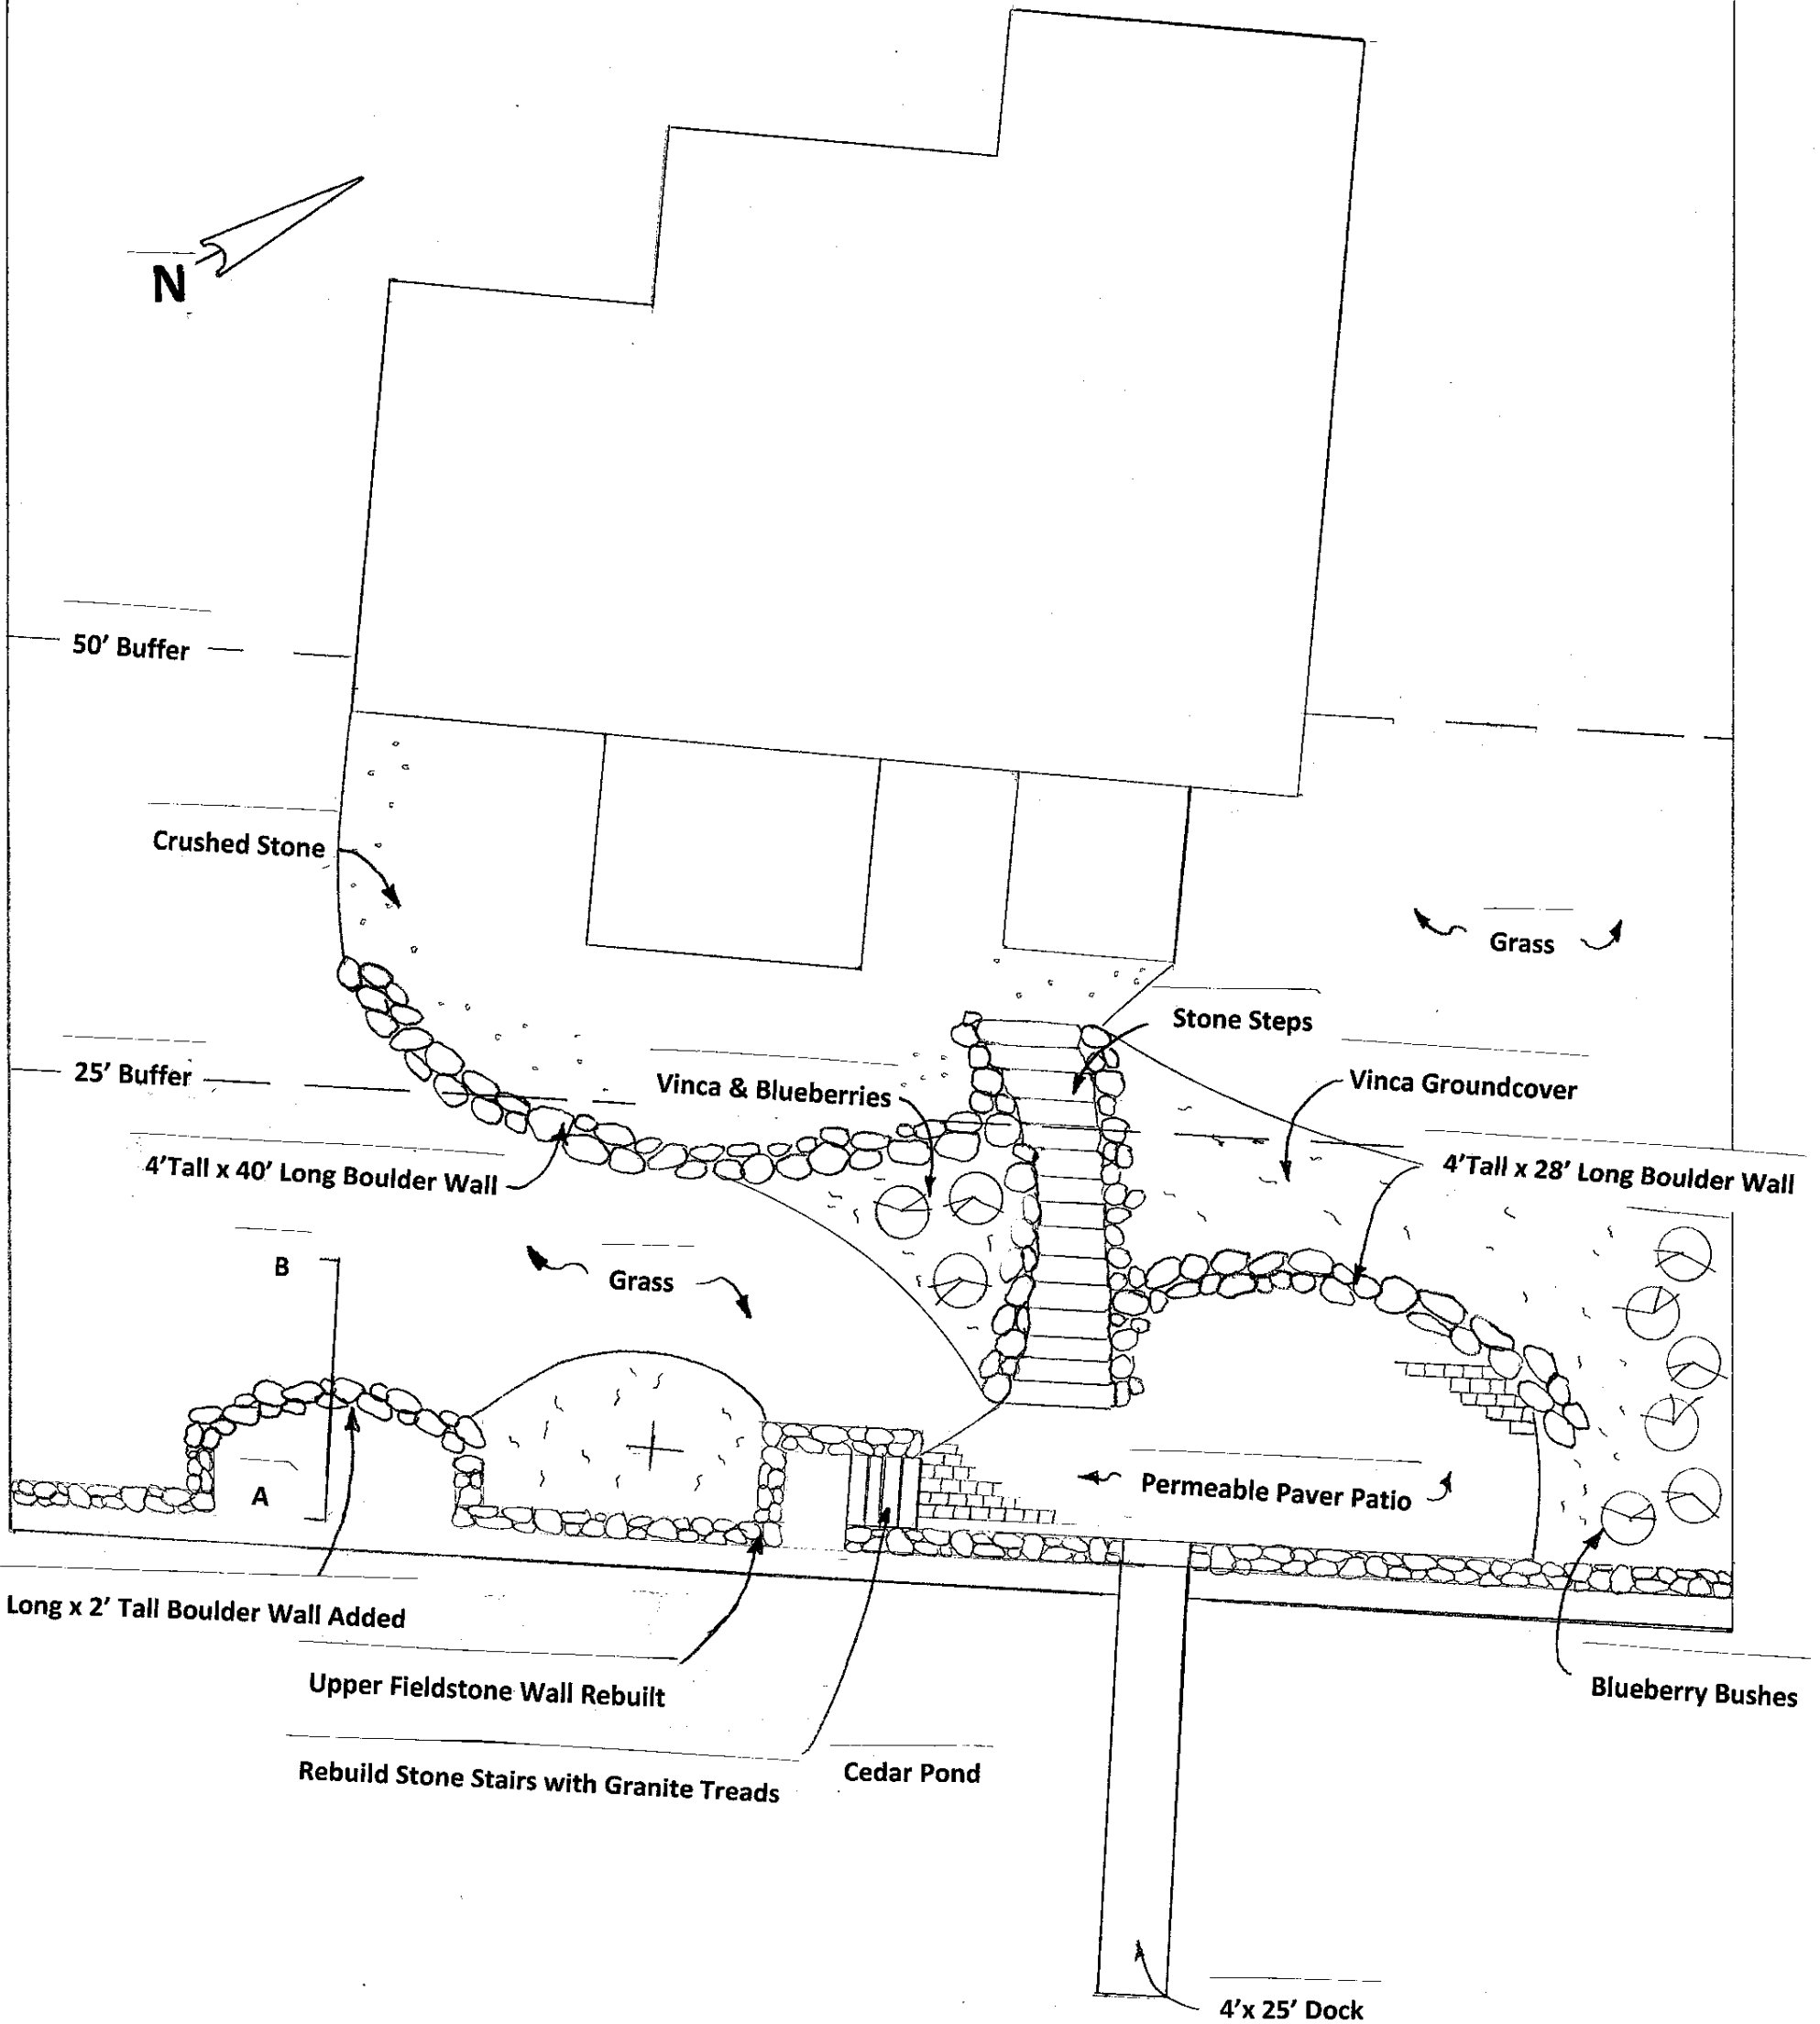 N
50' Buffer
Crushed Stone
Grass
Stone Steps
25' Buffer
Vinca & Blueberries
Vinca Groundcover
4'Tall x 40' Long Boulder Wall
4'Tall x 28' Long Boulder Wall
B
Grass
A
Permeable Paver Patio
Long x 2' Tall Boulder Wall Added
Upper Fieldstone Wall Rebuilt
Blueberry Bushes
Rebuild Stone Stairs with Granite Treads
Cedar Pond
4'x 25' Dock